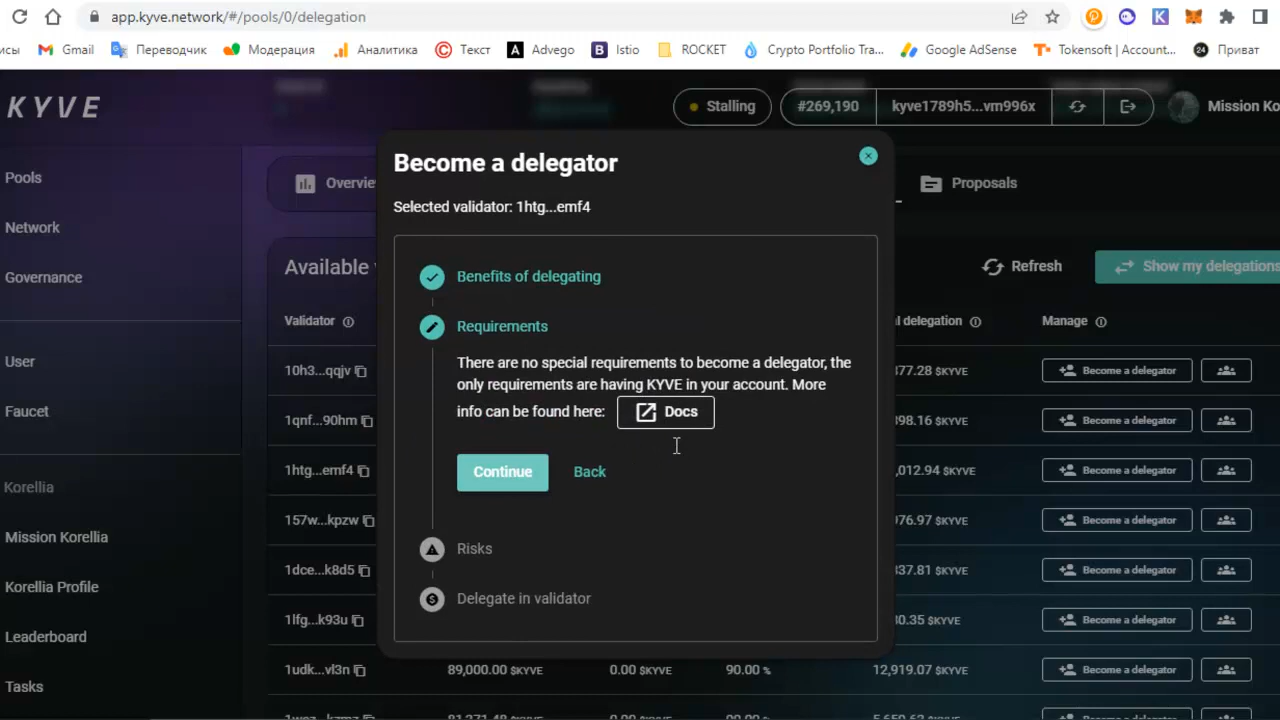 app.kyve.network/#/pools/0/delegation
исы Gmail Переводчик Модерация Аналитика Текст Advego Istio ROCKET Crypto Portfolio Tra... Google AdSense Tokensoft | Account... Приват
KYVE
Stalling
#269,190
kyve1789h5...vm996x
Mission Ko
Pools
Network
Governance
User
Faucet
Korellia
Mission Korellia
Korellia Profile
Leaderboard
Tasks
Overvie
Proposals
Available
Refresh
Show my delegations
Validator
l delegation
Manage
10h3...qqjv
377.28 $KYVE
Become a delegator
1qnf...90hm
398.16 $KYVE
Become a delegator
1htg...emf4
,012.94 $KYVE
Become a delegator
157w...kpzw
076.97 $KYVE
Become a delegator
1dce...k8d5
337.81 $KYVE
Become a delegator
1lfg...k93u
30.35 $KYVE
Become a delegator
1udk...vl3n
89,000.00 $KYVE
0.00 $KYVE
90.00 %
12,919.07 $KYVE
Become a delegator
Become a delegator
Selected validator: 1htg...emf4
Benefits of delegating
Requirements
There are no special requirements to become a delegator, the
only requirements are having KYVE in your account. More
info can be found here: Docs
Continue
Back
Risks
Delegate in validator